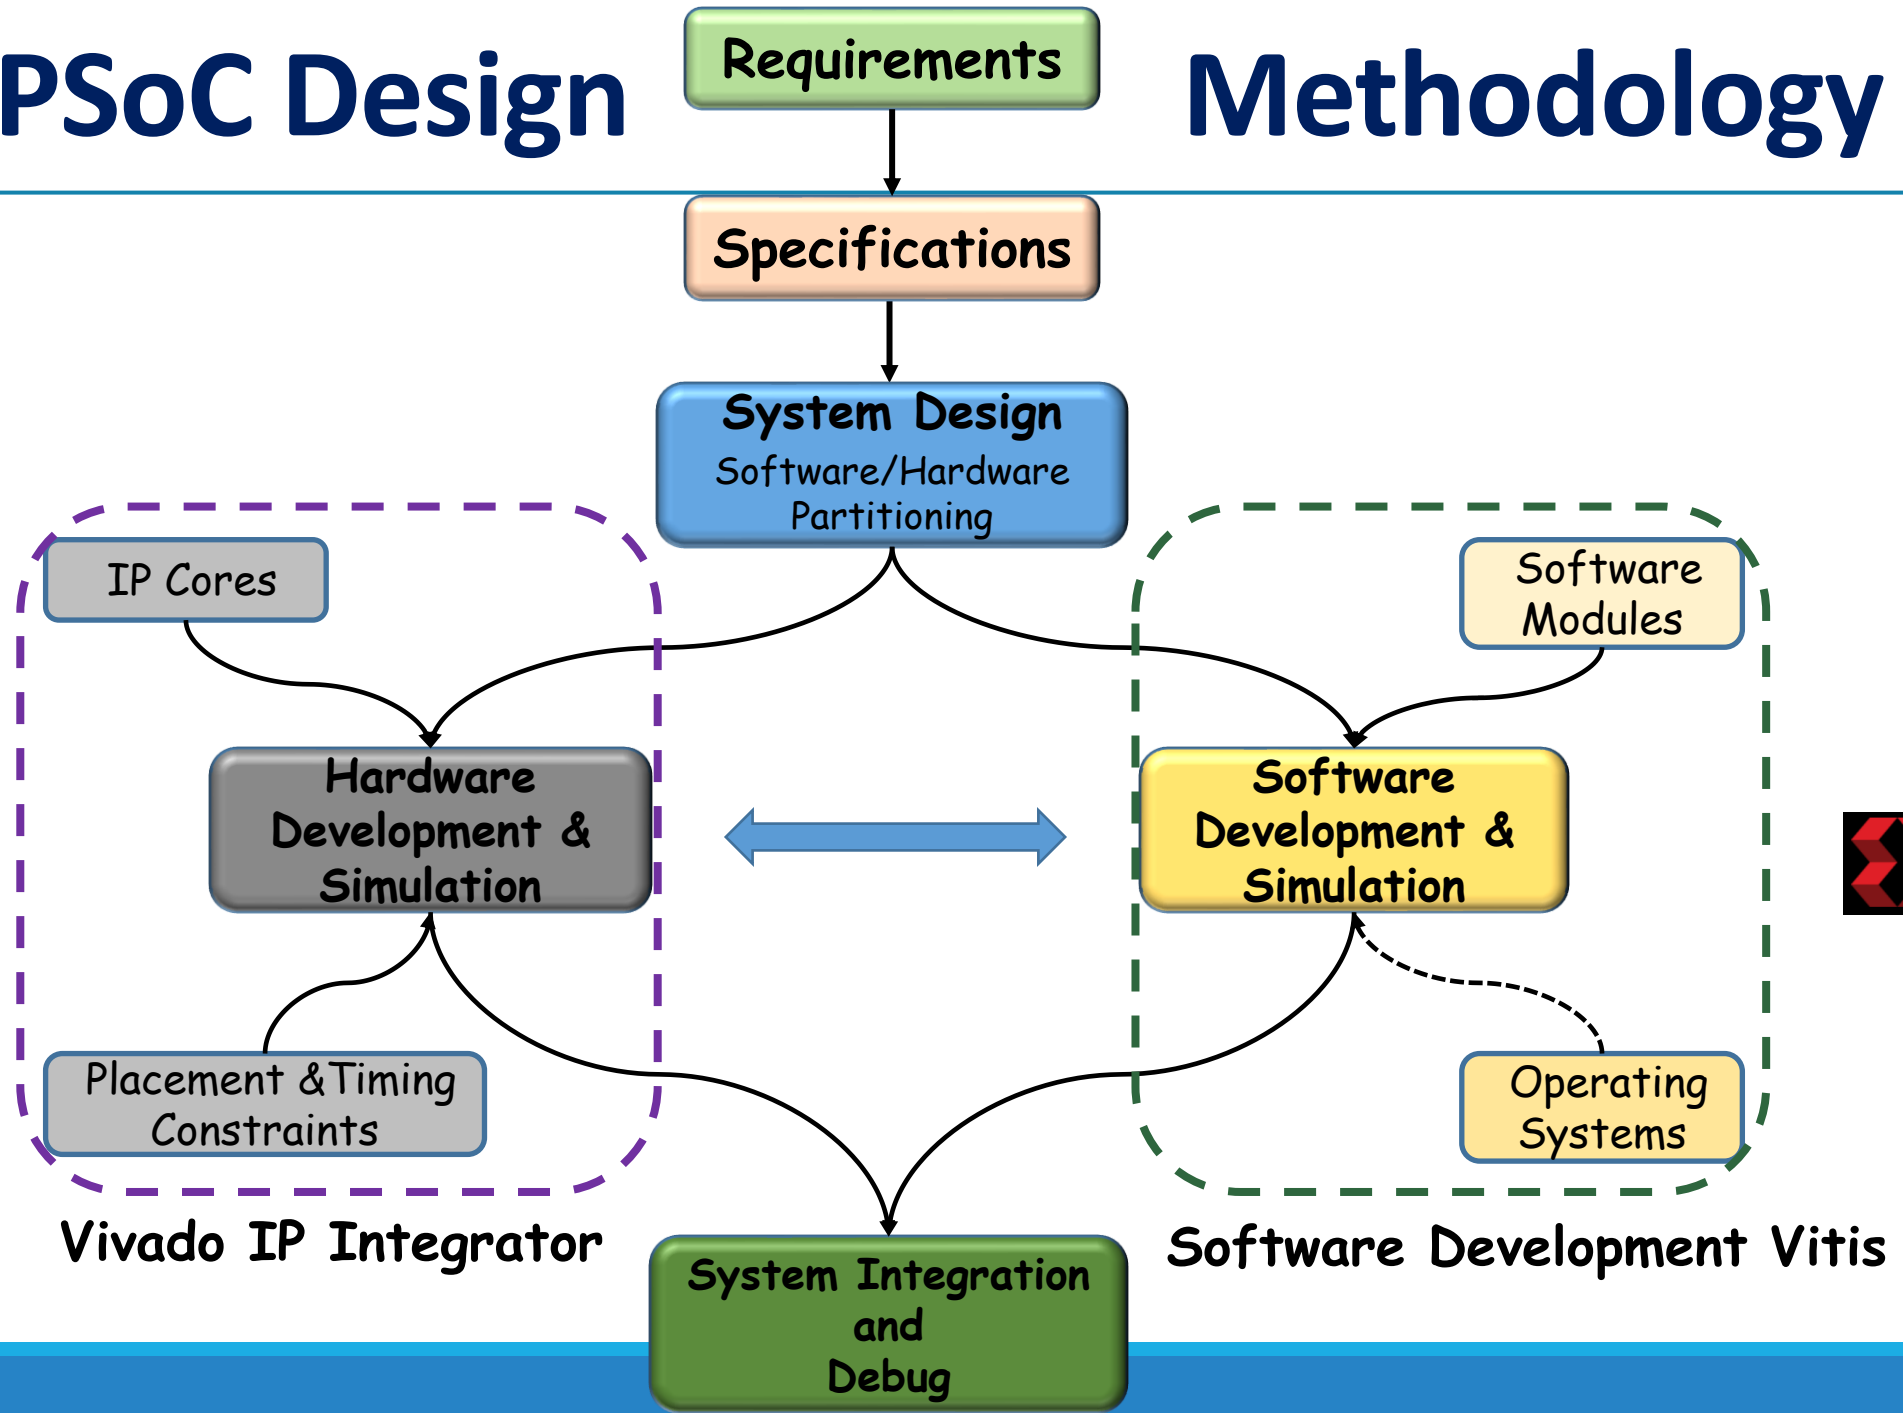 PSoC Design
Methodology
Requirements
Specifications
System Design
Software/Hardware
Partitioning
IP Cores
Software
Modules
Hardware
Development &
Simulation
Software
Development &
Simulation
Placement &Timing
Constraints
Operating
Systems
Vivado IP Integrator
Software Development Vitis
System Integration
and
Debug